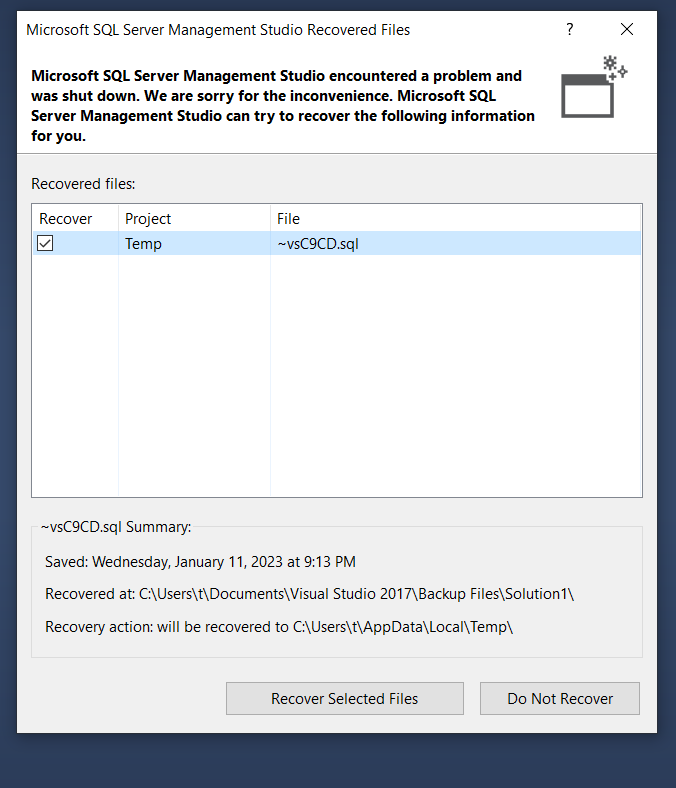 Microsoft SQL Server Management Studio Recovered Files
?
Microsoft SQL Server Management Studio encountered a problem and
was shut down. We are sorry for the inconvenience. Microsoft SQL
Server Management Studio can try to recover the following information
for you.
Recovered files:
Recover Project File
Temp ~vsC9CD.sql
~vsC9CD.sql Summary:
Saved: Wednesday, January 11, 2023 at 9:13 PM
Recovered at: C:\Users\t\Documents\Visual Studio 2017\Backup Files\Solution1\
Recovery action: will be recovered to C:\Users\t\AppData\Local\Temp\
Recover Selected Files Do Not Recover